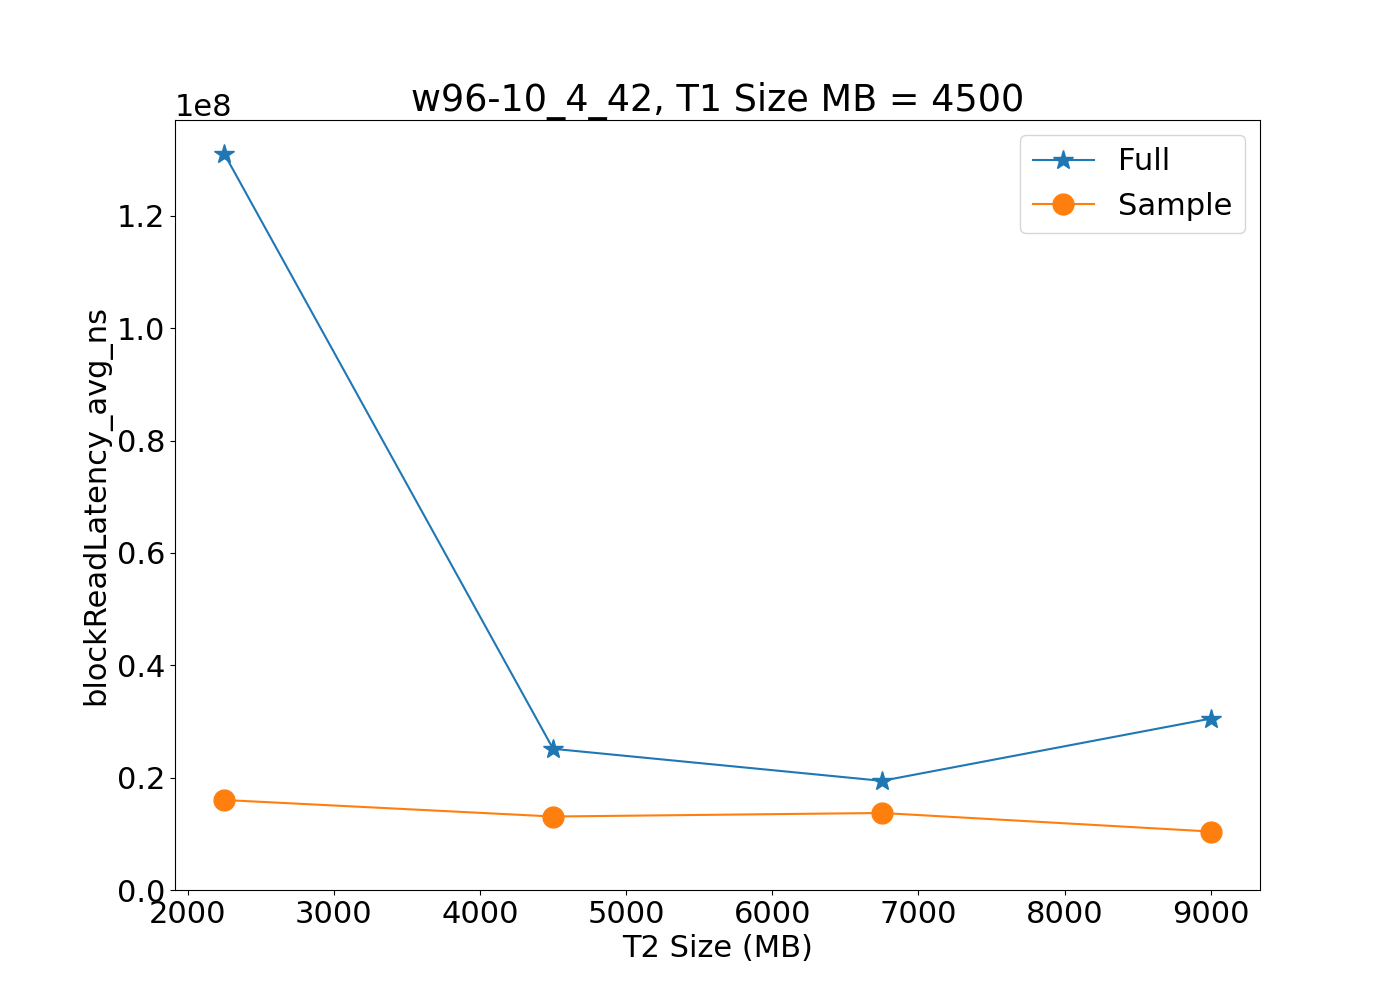 w96-10_4_42, T1 Size MB = 4500
1e8
Full
Sample
1.2
1.0
0.8
0.6
0.4
0.2
0.0
blockReadLatency_avg_ns
2000 3000 4000 5000 6000 7000 8000 9000
T2 Size (MB)